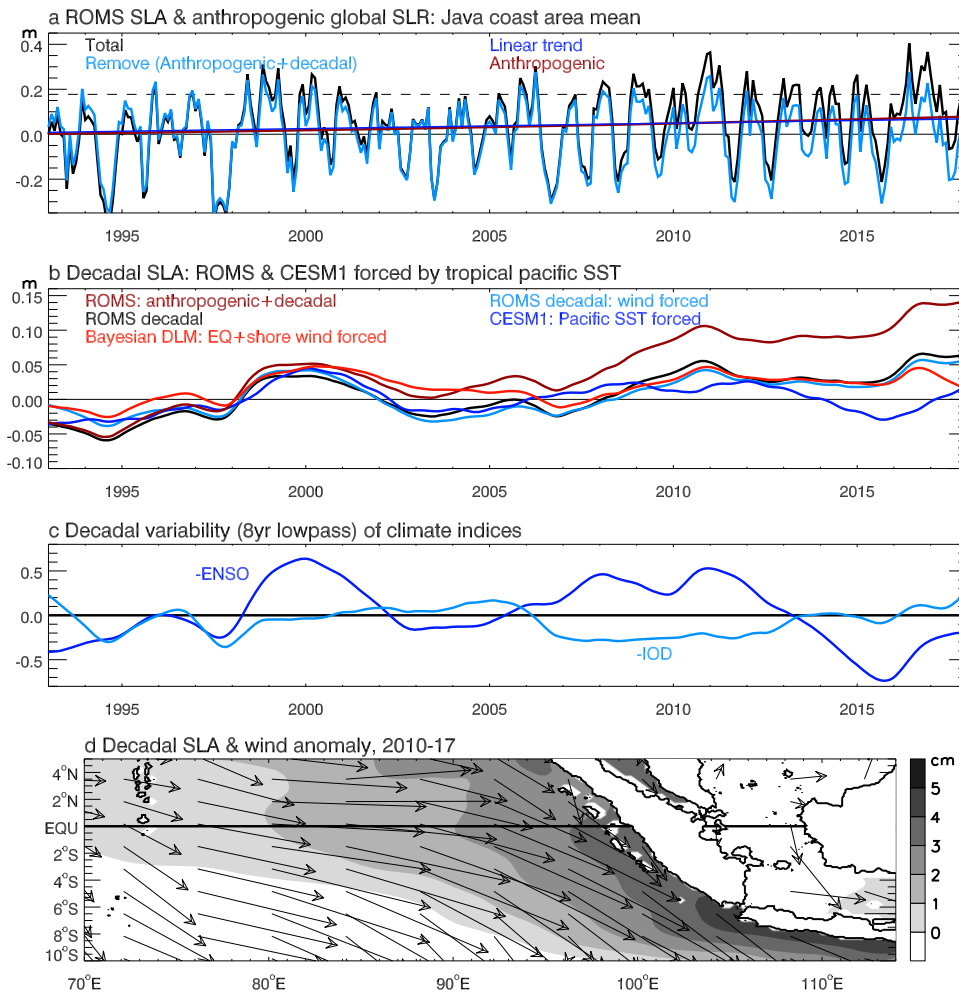 a ROMS SLA & anthropogenic global SLR: Java coast area mean
m
Total
Linear trend
Remove (Anthropogenic+decadal)
Anthropogenic
0.4
0.2
0.0
-0.2
1995 2000 2005 2010 2015
b Decadal SLA: ROMS & CESM1 forced by tropical pacific SST
m
ROMS: anthropogenic+decadal
ROMS decadal: wind forced
ROMS decadal
CESM1: Pacific SST forced
Bayesian DLM: EQ+shore wind forced
0.15
0.10
0.05
0.00
-0.05
-0.10
1995 2000 2005 2010 2015
c Decadal variability (8yr lowpass) of climate indices
-ENSO
-IOD
0.5
0.0
-0.5
1995 2000 2005 2010 2015
d Decadal SLA & wind anomaly, 2010-17
4°N
2°N
EQU
2°S
4°S
6°S
8°S
10°S
70°E 80°E 90°E 100°E 110°E
cm
5
4
3
2
1
0